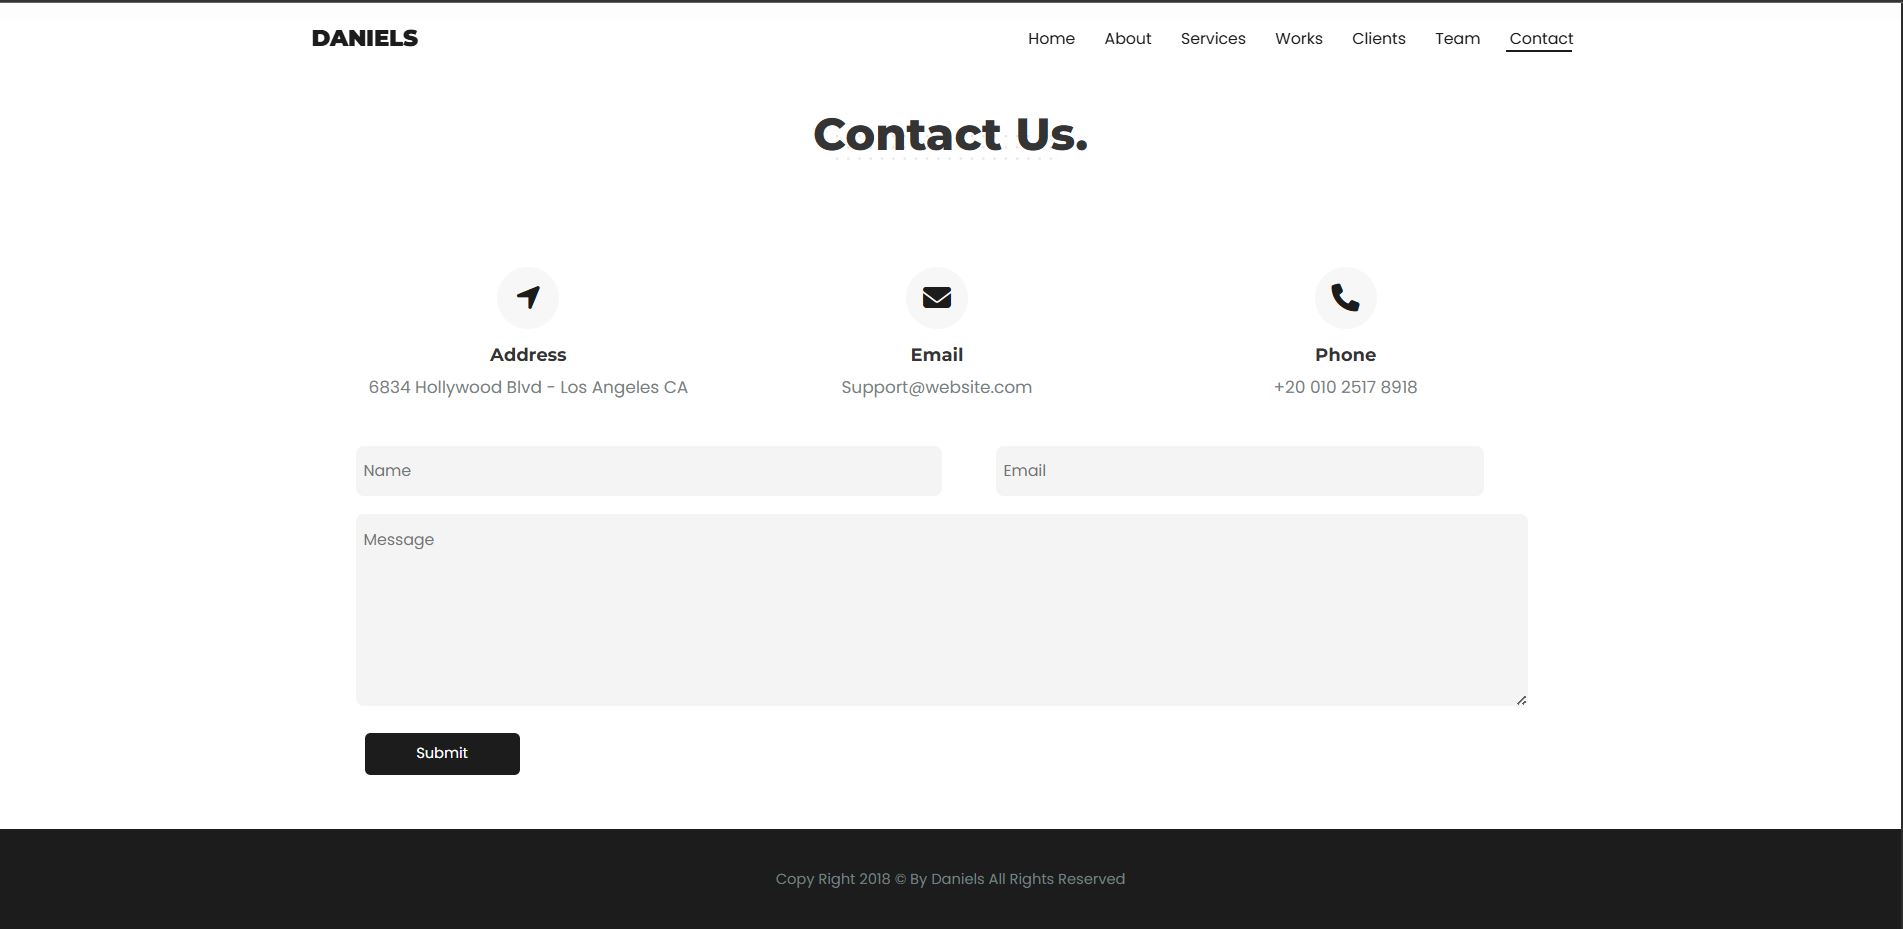 DANIELS
Home About Services Works Clients Team Contact
Contact Us.
Address
6834 Hollywood Blvd - Los Angeles CA
Email
Support@website.com
Phone
+20 010 2517 8918
Name
Email
Message
Submit
Copy Right 2018 © By Daniels All Rights Reserved